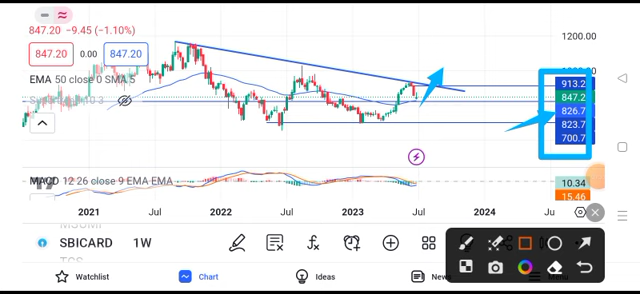 847.20 -9.45 (-1.10%)
1200.00
847.20 0.00 847.20
EMA 50 close 0 SMA 5
913.2
847.2
826.7
823.7
700.7
MACD 12 26 close 9 EMA EMA
10.34
15.46
2021 Jul 2022 Jul 2023 Jul 2024 Ju
SBICARD 1W
TCS
Watchlist Chart Ideas News